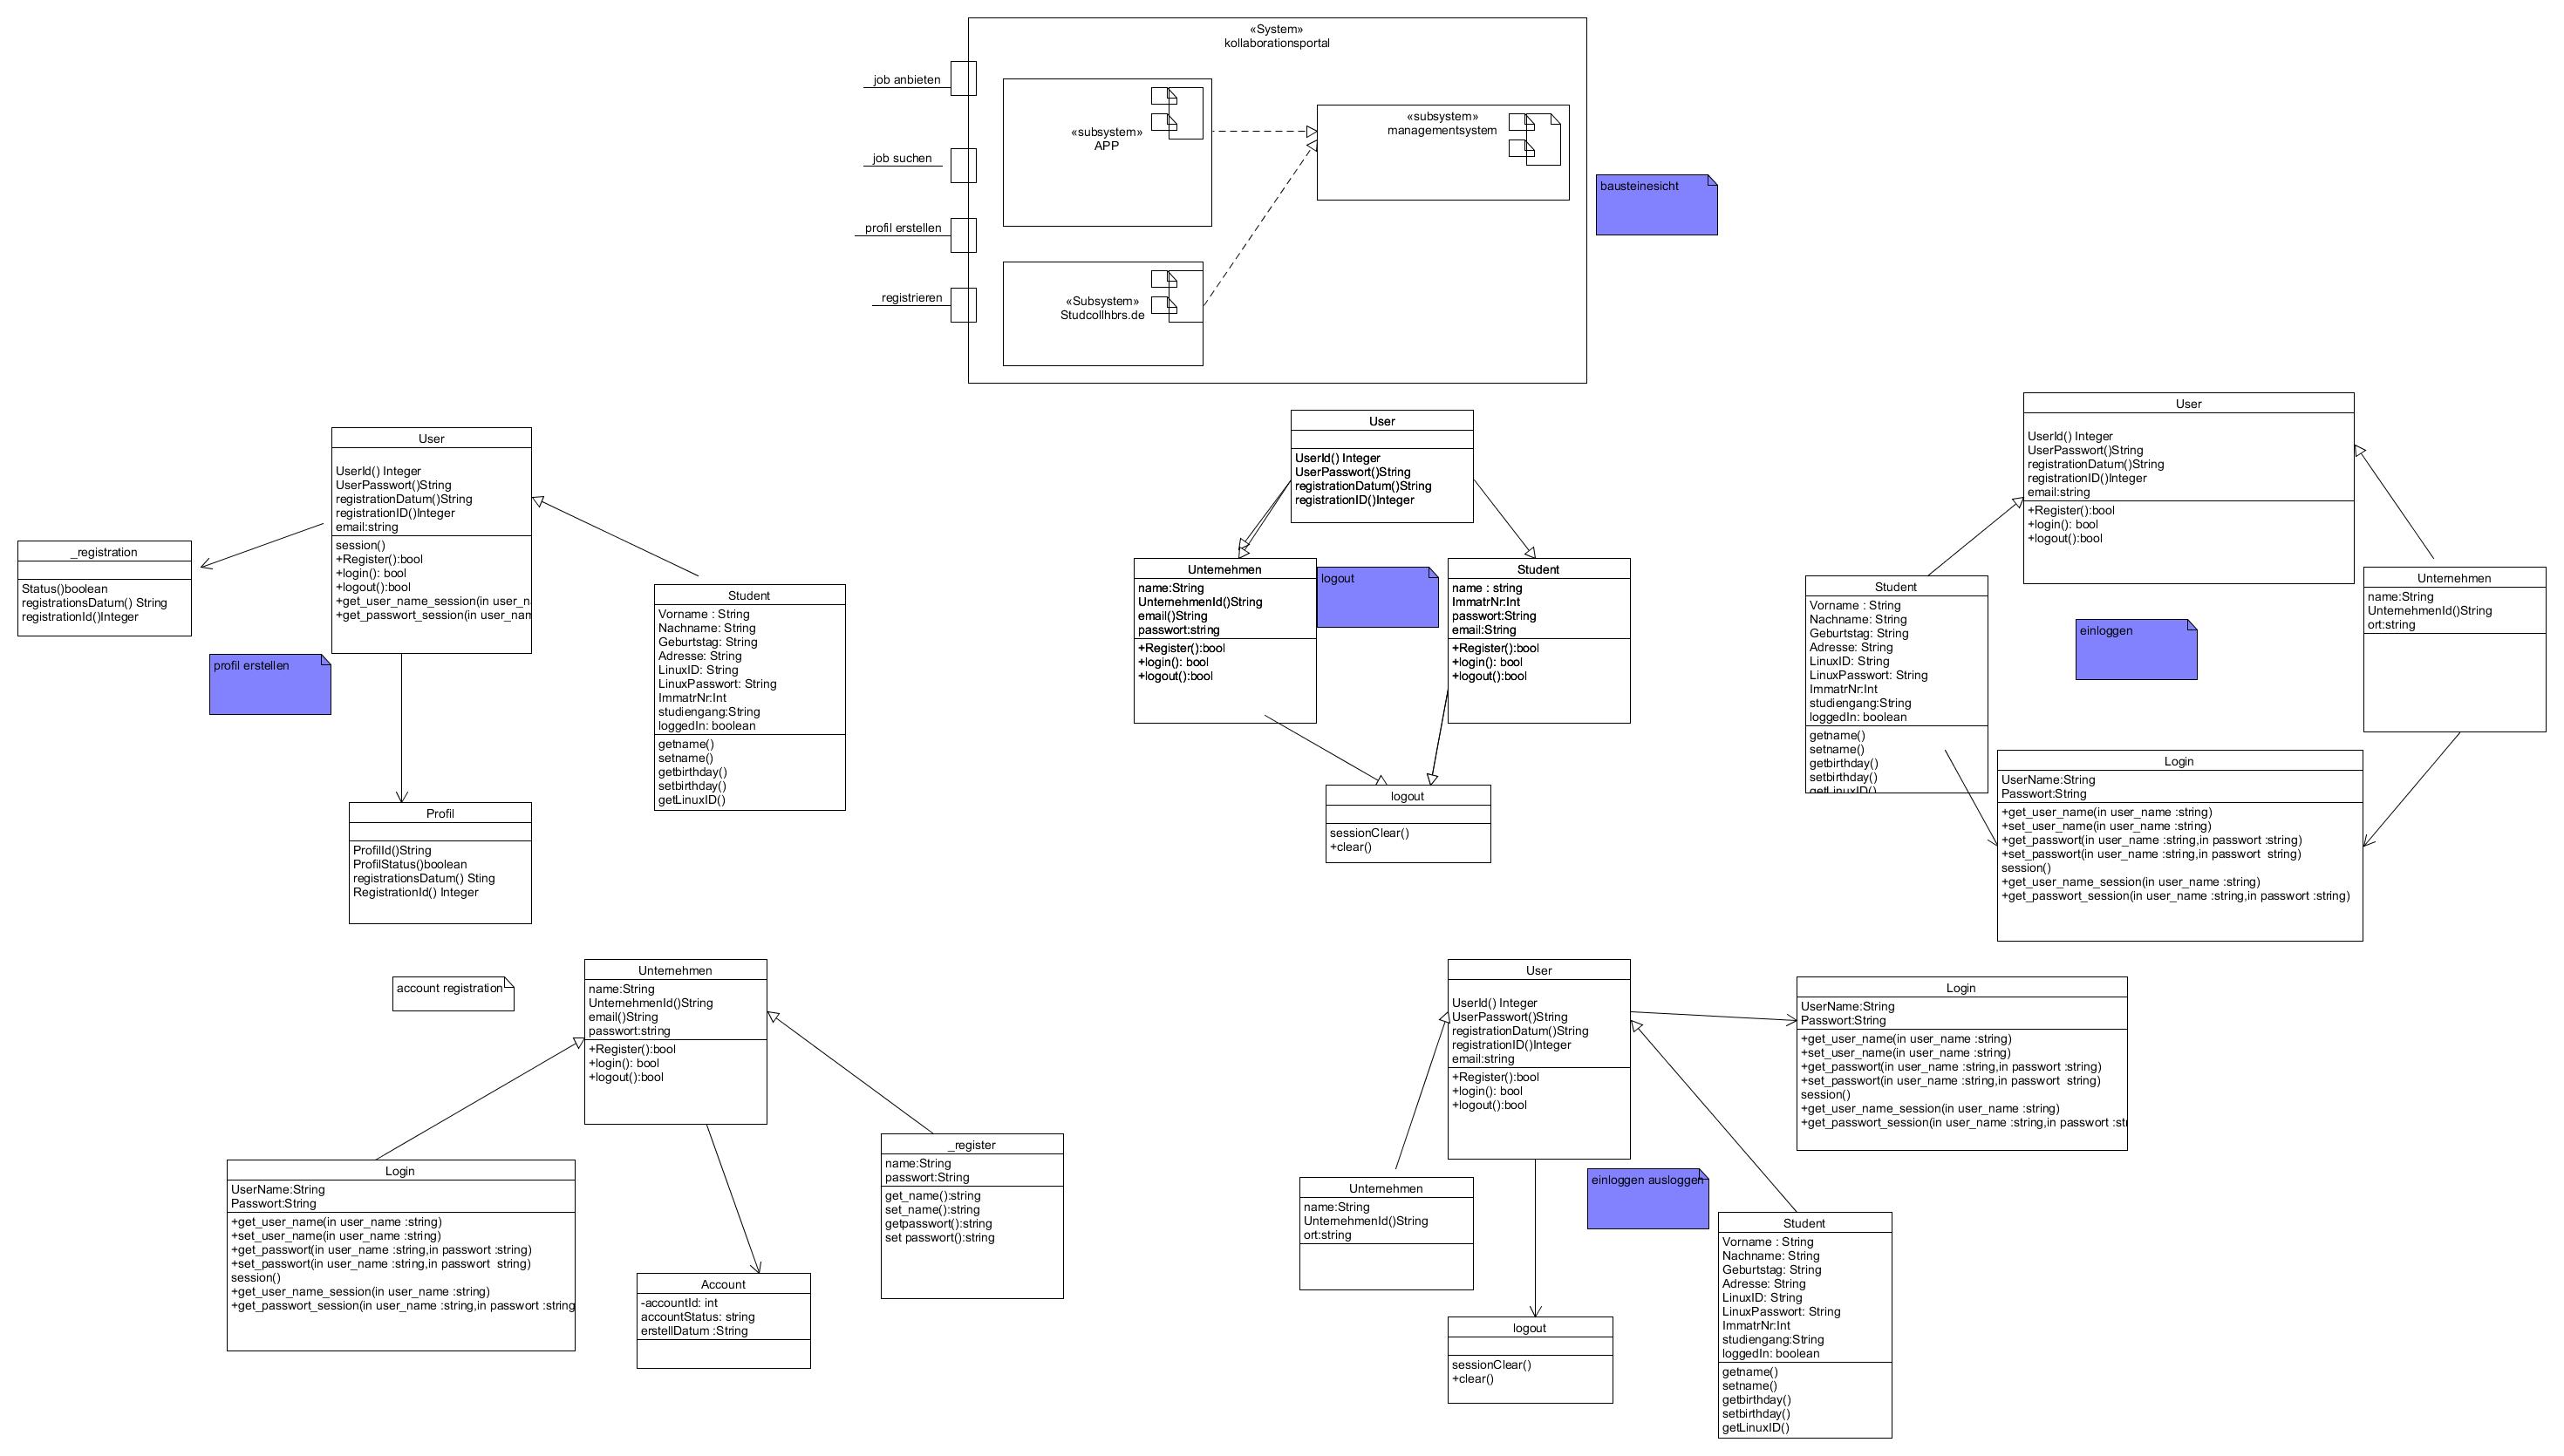 «System»
kollaborationsportal
job anbieten
job suchen
profil erstellen
registrieren
«subsystem»
APP
«subsystem»
managementsystem
«Subsystem»
Studcollhbrs.de
bausteinesicht
User
UserId() Integer
UserPasswort()String
registrationDatum()String
registrationID()Integer
email:string
session()
+Register():bool
+login(): bool
+logout():bool
+get_user_name_session(in user_n
+get_passwort_session(in user_nam
_registration
Status()boolean
registrationsDatum() String
registrationId()Integer
profil erstellen
Student
Vorname : String
Nachname: String
Geburtstag: String
Adresse: String
LinuxID: String
LinuxPasswort: String
ImmatrNr:Int
studiengang:String
loggedIn: boolean
getname()
setname()
getbirthday()
setbirthday()
getLinuxID()
Profil
ProfilId()String
ProfilStatus()boolean
registrationsDatum() Sting
RegistrationId() Integer
User
UserId() Integer
UserPasswort()String
registrationDatum()String
registrationID()Integer
Unternehmen
name:String
UnternehmenId()String
email()String
passwort:string
+Register():bool
+login(): bool
+logout():bool
logout
Student
name : string
ImmatrNr:Int
passwort:String
email:String
+Register():bool
+login(): bool
+logout():bool
logout
sessionClear()
+clear()
User
UserId() Integer
UserPasswort()String
registrationDatum()String
registrationID()Integer
email:string
+Register():bool
+login(): bool
+logout():bool
Student
Vorname : String
Nachname: String
Geburtstag: String
Adresse: String
LinuxID: String
LinuxPasswort: String
ImmatrNr:Int
studiengang:String
loggedIn: boolean
getname()
setname()
getbirthday()
setbirthday()
getLinuxID()
einloggen
Unternehmen
name:String
UnternehmenId()String
ort:string
Login
UserName:String
Passwort:String
+get_user_name(in user_name :string)
+set_user_name(in user_name :string)
+get_passwort(in user_name :string,in passwort :string)
+set_passwort(in user_name :string,in passwort  string)
session()
+get_user_name_session(in user_name :string)
+get_passwort_session(in user_name :string,in passwort :string)
account registration
Unternehmen
name:String
UnternehmenId()String
email()String
passwort:string
+Register():bool
+login(): bool
+logout():bool
Login
UserName:String
Passwort:String
+get_user_name(in user_name :string)
+set_user_name(in user_name :string)
+get_passwort(in user_name :string,in passwort :string)
+set_passwort(in user_name :string,in passwort  string)
session()
+get_user_name_session(in user_name :string)
+get_passwort_session(in user_name :string,in passwort :string
Account
-accountId: int
accountStatus: string
erstellDatum :String
_register
name:String
passwort:String
get_name():string
set_name():string
getpasswort():string
set passwort():string
User
UserId() Integer
UserPasswort()String
registrationDatum()String
registrationID()Integer
email:string
+Register():bool
+login(): bool
+logout():bool
Login
UserName:String
Passwort:String
+get_user_name(in user_name :string)
+set_user_name(in user_name :string)
+get_passwort(in user_name :string,in passwort :string)
+set_passwort(in user_name :string,in passwort  string)
session()
+get_user_name_session(in user_name :string)
+get_passwort_session(in user_name :string,in passwort :stri
Unternehmen
name:String
UnternehmenId()String
ort:string
einloggen ausloggen
logout
sessionClear()
+clear()
Student
Vorname : String
Nachname: String
Geburtstag: String
Adresse: String
LinuxID: String
LinuxPasswort: String
ImmatrNr:Int
studiengang:String
loggedIn: boolean
getname()
setname()
getbirthday()
setbirthday()
getLinuxID()